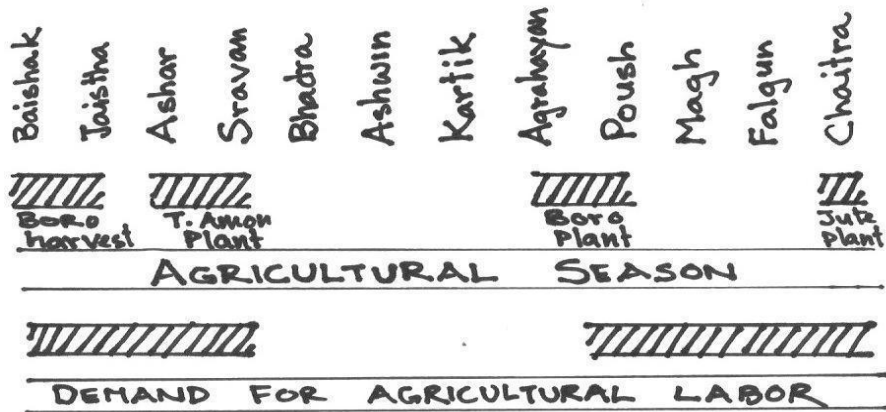 Baishak Jaistha Ashar Sravan Bhadra Ashwin Kartik Agrahayan Poush Magh Falgun Chaitra
Boro T. Amon Boro Jute
harvest Plant Plant plant
AGRICULTURAL SEASON
DEMAND FOR AGRICULTURAL LABOR